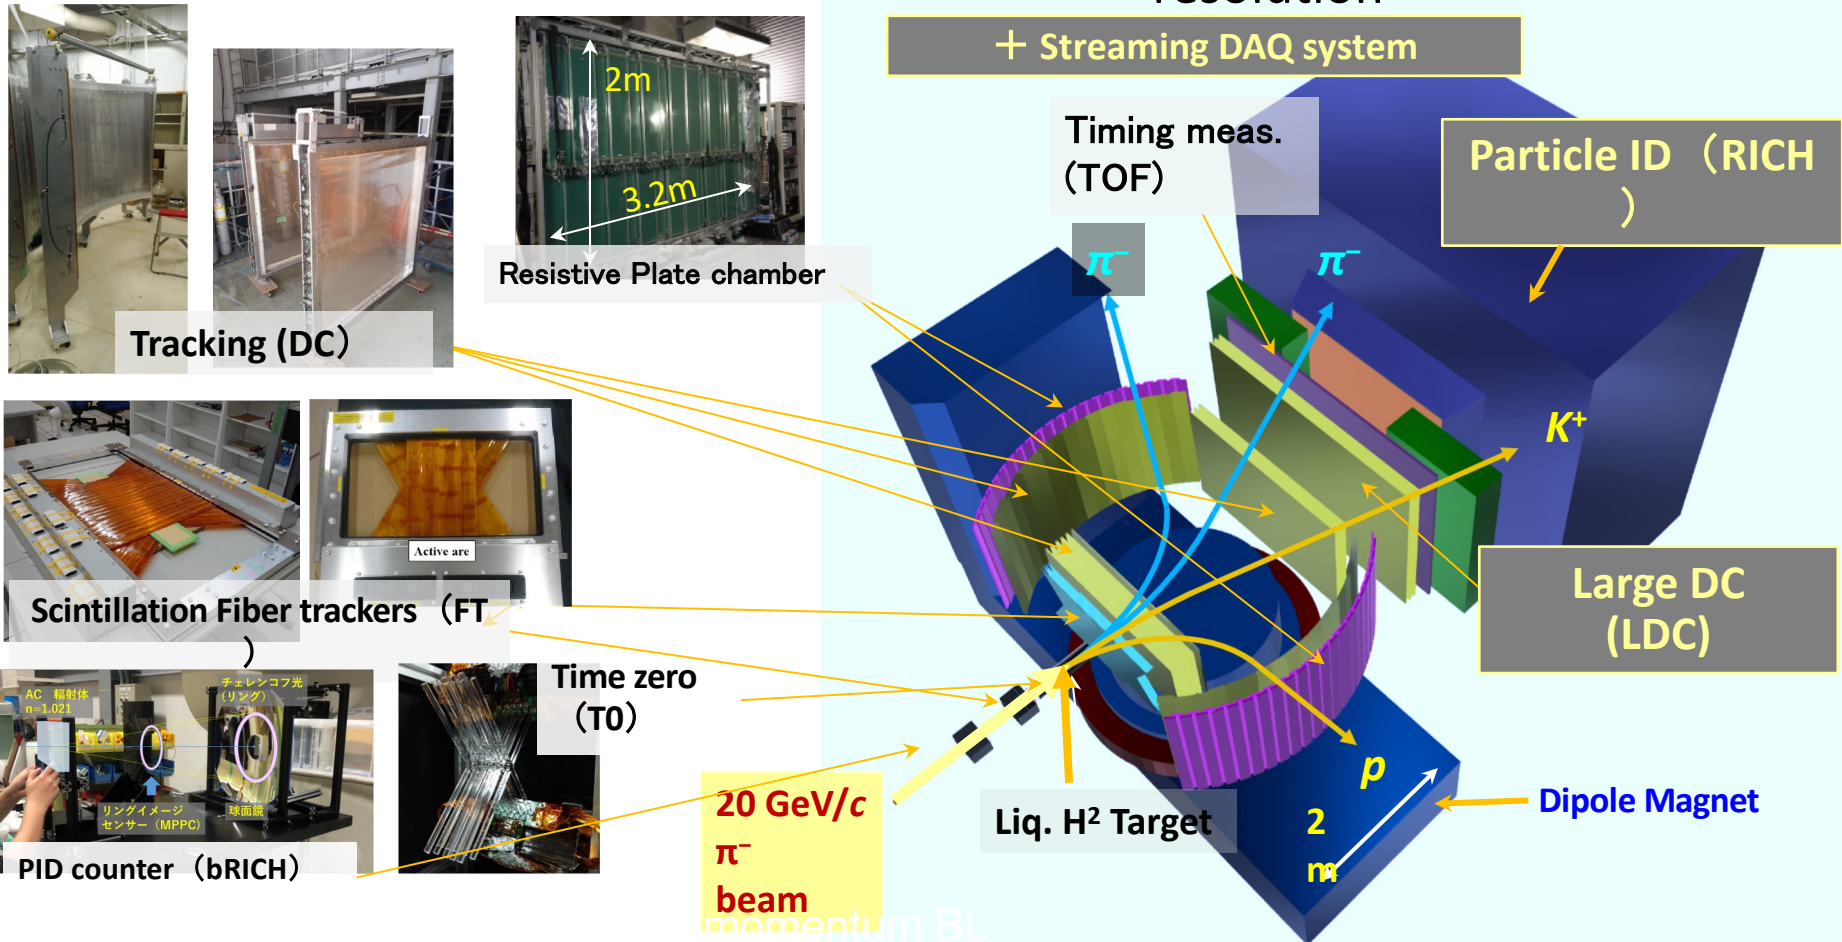 resolution
＋ Streaming DAQ system
2m
3.2m
Timing meas.
(TOF)
Particle ID （RICH
）
Resistive Plate chamber
π⁻
π⁻
Tracking (DC）
K⁺
Active are
Large DC
(LDC)
Scintillation Fiber trackers （FT
）
Time zero
（T0）
AC　輻射体
n=1.021
チェレンコフ光
（リング）
リングイメージ
センサー（MPPC）
球面鏡
PID counter （bRICH）
20 GeV/c
π⁻
beam
Liq. H² Target
p
2
m
Dipole Magnet
momentum BL